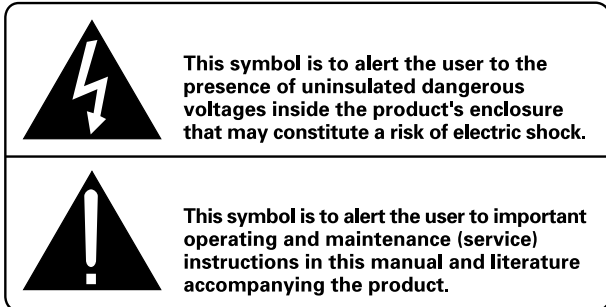 This symbol is to alert the user to the
presence of uninsulated dangerous
voltages inside the product's enclosure
that may constitute a risk of electric shock.
This symbol is to alert the user to important
operating and maintenance (service)
instructions in this manual and literature
accompanying the product.